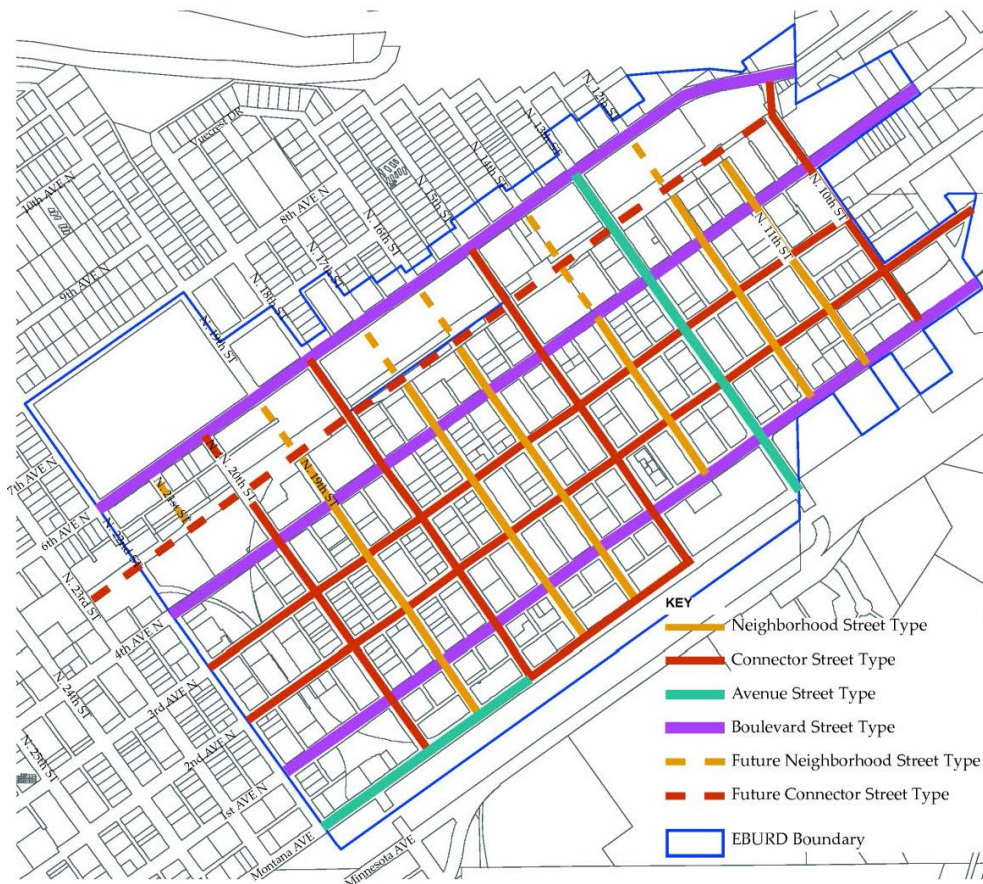 Vuecrest DR
N. 12th ST
N. 13th ST
10th AVE N
N. 14th ST
8th AVE N
N. 15th ST
N. 16th ST
N. 10th ST
N. 11th ST
9th AVE N
N. 17th ST
N. 18th ST
N. 19th ST
7th AVE N
N. 20th ST
N. 19th ST
N. 21st ST
6th AVE N
N. 22nd ST
N. 23rd ST
4th AVE N
N. 24th ST
3rd AVE N
N. 25th ST
2nd AVE N
1st AVE N
Montana AVE
Minnesota AVE
KEY
Neighborhood Street Type
Connector Street Type
Avenue Street Type
Boulevard Street Type
Future Neighborhood Street Type
Future Connector Street Type
EBURD Boundary